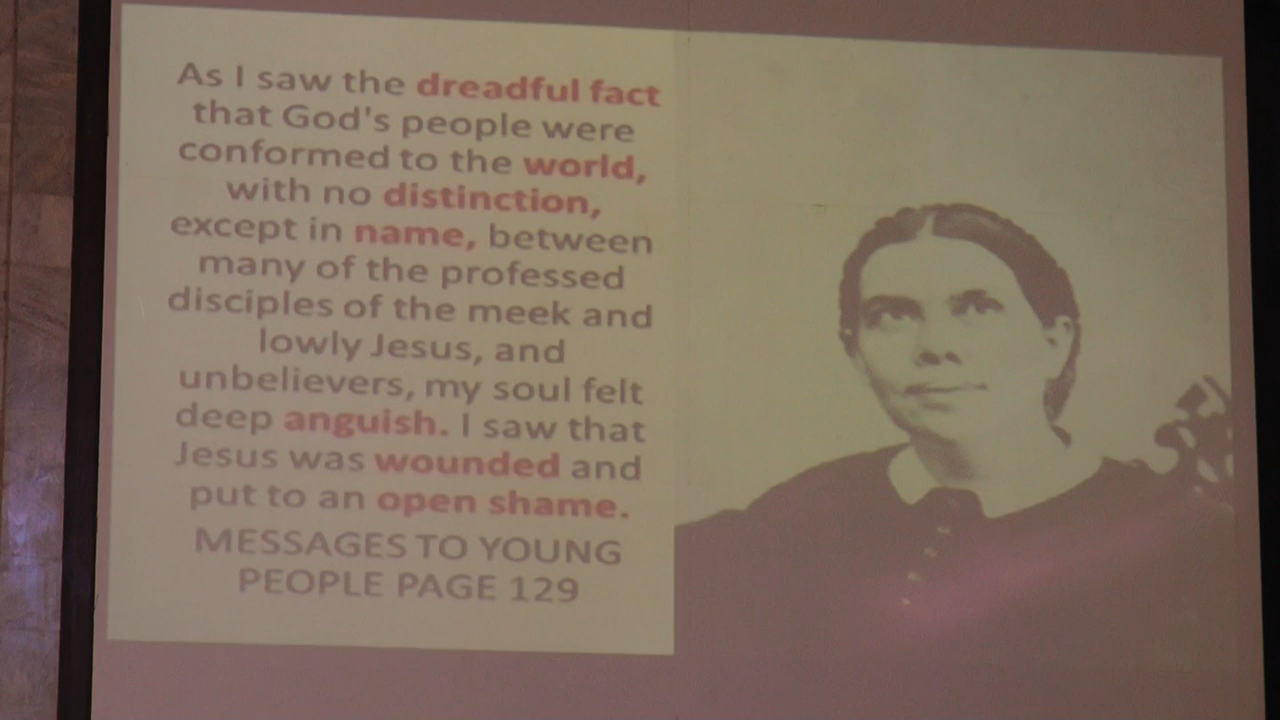 As I saw the dreadful fact
that God's people were
conformed to the world,
with no distinction,
except in name, between
many of the professed
disciples of the meek and
lowly Jesus, and
unbelievers, my soul felt
deep anguish. I saw that
Jesus was wounded and
put to an open shame.
MESSAGES TO YOUNG
PEOPLE PAGE 129